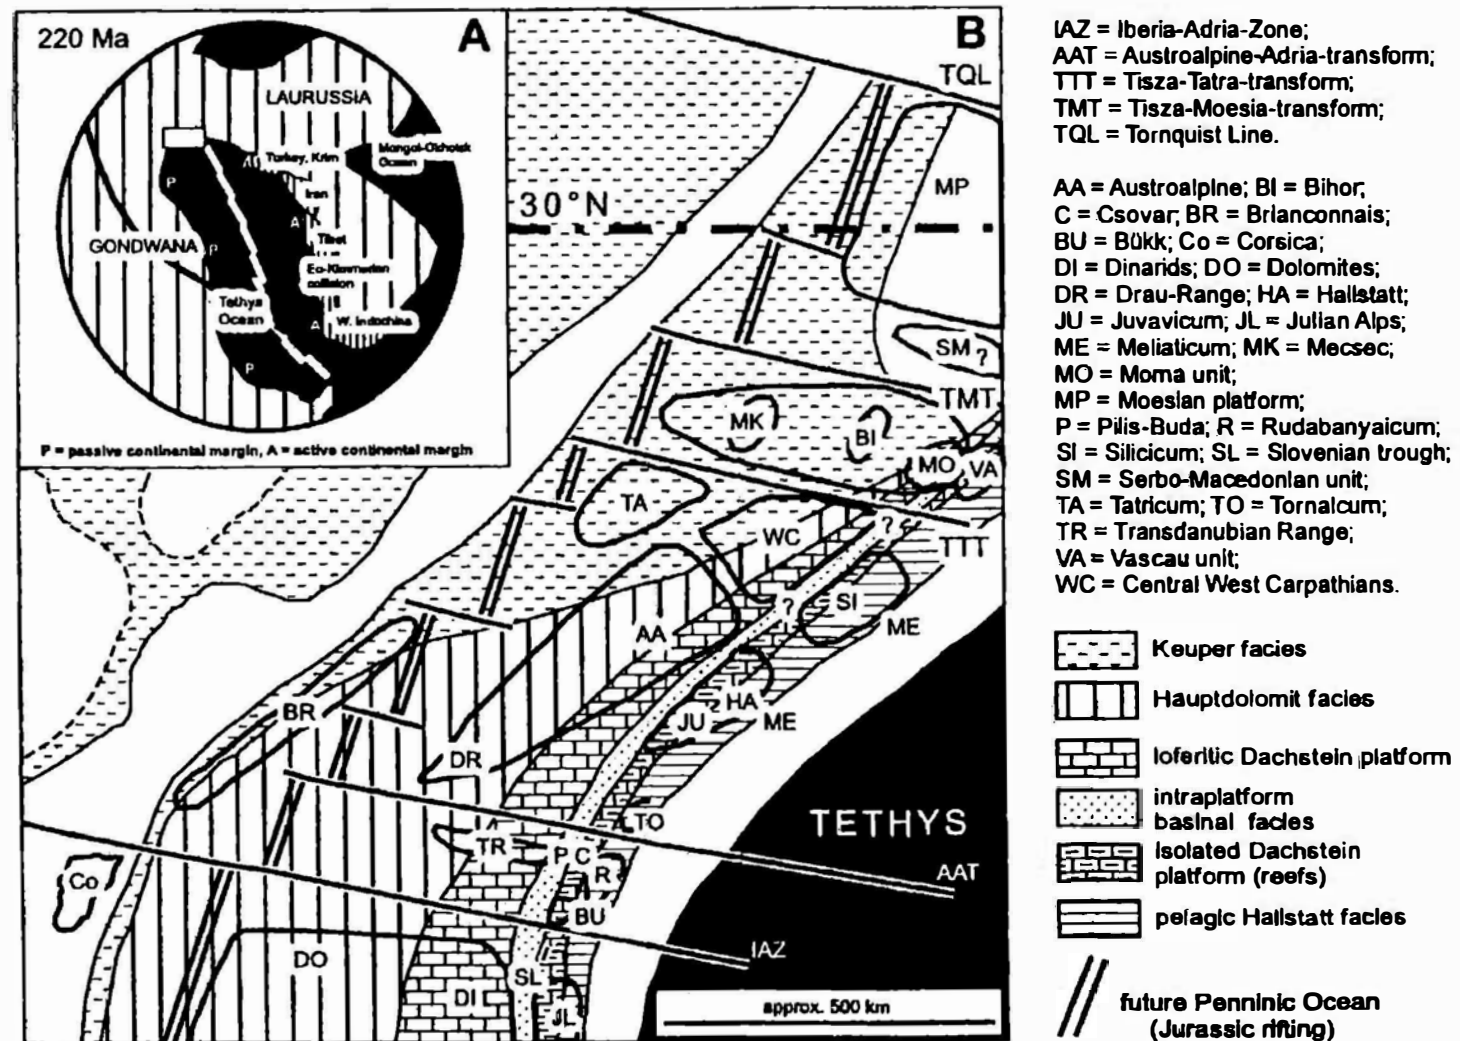 220 Ma
A
LAURUSSIA
Mongol-Okhotsk
Ocean
Turkey, Krim
Iran
A
P
A
GONDWANA
P
Tibet
Eo-Kimmerian
collision
Tethys
Ocean
W. Indochina
A
P
P = passive continental margin, A = active continental margin
B
TQL
MP
30°N
SM ?
TMT
MK
BI
MO
VA
TA
?
WC
TTT
?
SI
AA
ME
HA
BR
JU
ME
DR
TETHYS
TO
TR
P
C
R
AAT
Co
BU
IAZ
DO
SL
DI
JL
approx. 500 km
IAZ = Iberia-Adria-Zone;
AAT = Austroalpine-Adria-transform;
TTT = Tisza-Tatra-transform;
TMT = Tisza-Moesia-transform;
TQL = Tornquist Line.
AA = Austroalpine; BI = Bihor;
C = Csovar; BR = Brianconnais;
BU = Bükk; Co = Corsica;
DI = Dinarids; DO = Dolomites;
DR = Drau-Range; HA = Hallstatt;
JU = Juvavicum; JL = Julian Alps;
ME = Meliaticum; MK = Mecsec;
MO = Moma unit;
MP = Moesian platform;
P = Pilis-Buda; R = Rudabanyaicum;
SI = Silicicum; SL = Slovenian trough;
SM = Serbo-Macedonian unit;
TA = Tatricum; TO = Tornaicum;
TR = Transdanubian Range;
VA = Vascau unit;
WC = Central West Carpathians.
Keuper facies
Hauptdolomit facies
loferitic Dachstein platform
intraplatform
basinal facies
isolated Dachstein
platform (reefs)
pelagic Hallstatt facies
future Penninic Ocean
(Jurassic rifting)